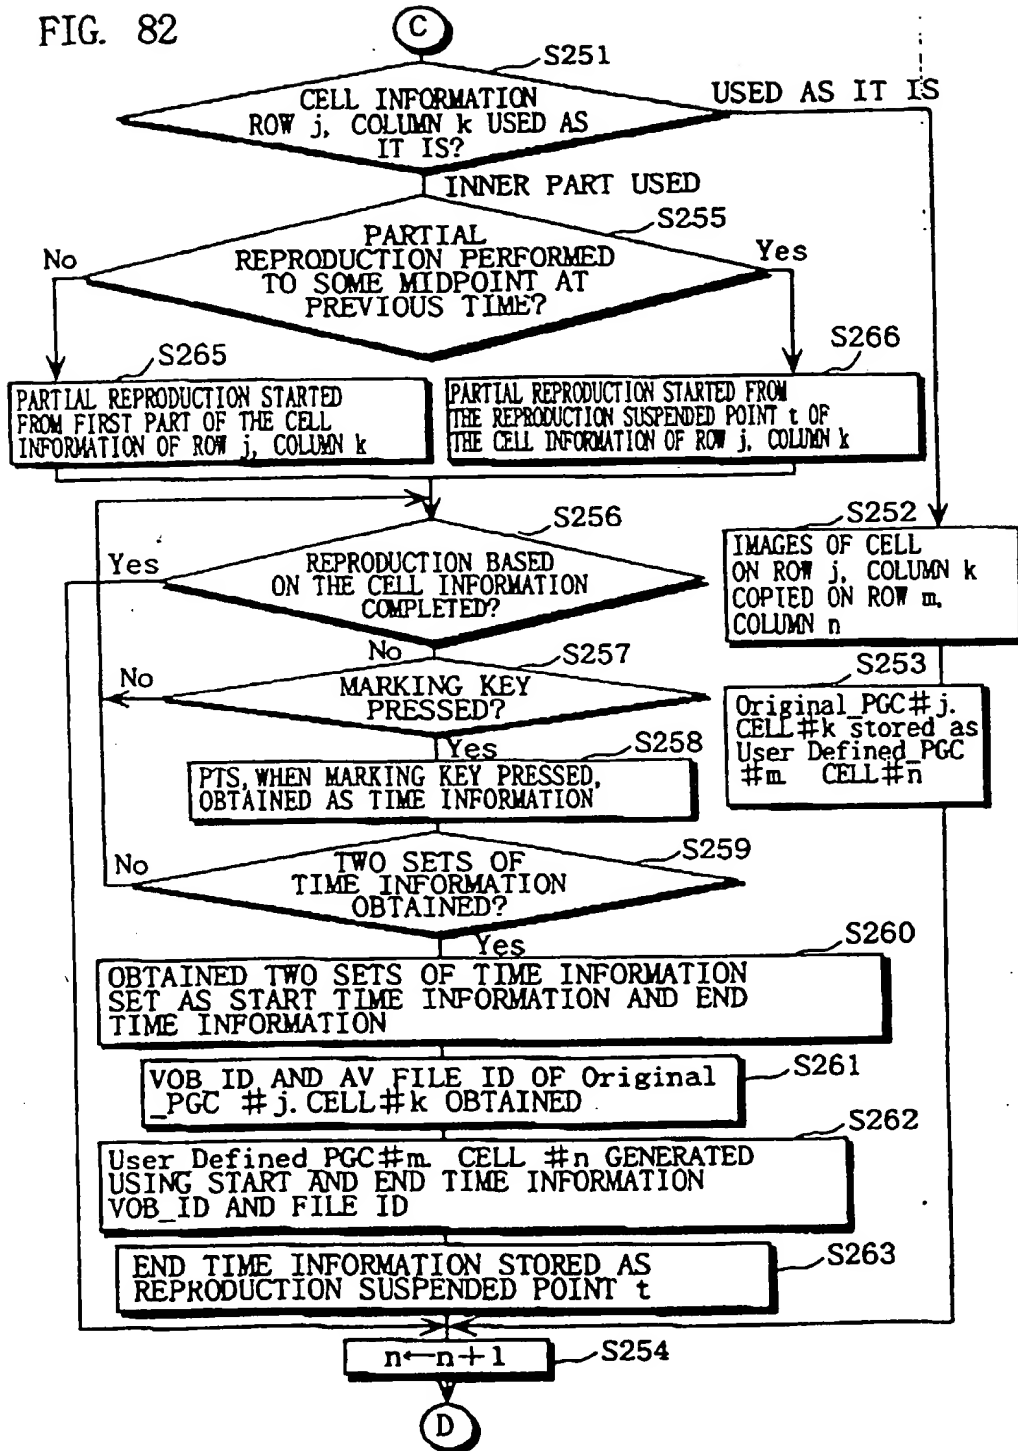 FIG. 82
C
S251
CELL INFORMATION
ROW j, COLUMN k USED AS
IT IS?
USED AS IT IS
INNER PART USED
S255
PARTIAL
REPRODUCTION PERFORMED
TO SOME MIDPOINT AT
PREVIOUS TIME?
No
Yes
S265
PARTIAL REPRODUCTION STARTED
FROM FIRST PART OF THE CELL
INFORMATION OF ROW j, COLUMN k
S266
PARTIAL REPRODUCTION STARTED FROM
THE REPRODUCTION SUSPENDED POINT t OF
THE CELL INFORMATION OF ROW j, COLUMN k
S256
Yes
REPRODUCTION BASED
ON THE CELL INFORMATION
COMPLETED?
No
S252
IMAGES OF CELL
ON ROW j, COLUMN k
COPIED ON ROW m,
COLUMN n
S257
No
MARKING KEY
PRESSED?
Yes
S253
Original_PGC#j.
CELL#k stored as
User Defined_PGC
#m CELL#n
S258
PTS, WHEN MARKING KEY PRESSED,
OBTAINED AS TIME INFORMATION
S259
No
TWO SETS OF
TIME INFORMATION
OBTAINED?
Yes
S260
OBTAINED TWO SETS OF TIME INFORMATION
SET AS START TIME INFORMATION AND END
TIME INFORMATION
S261
VOB_ID AND AV FILE ID OF Original
_PGC #j. CELL#k OBTAINED
S262
User Defined_PGC#m CELL #n GENERATED
USING START AND END TIME INFORMATION
VOB_ID AND FILE ID
S263
END TIME INFORMATION STORED AS
REPRODUCTION SUSPENDED POINT t
S254
n←n+1
D